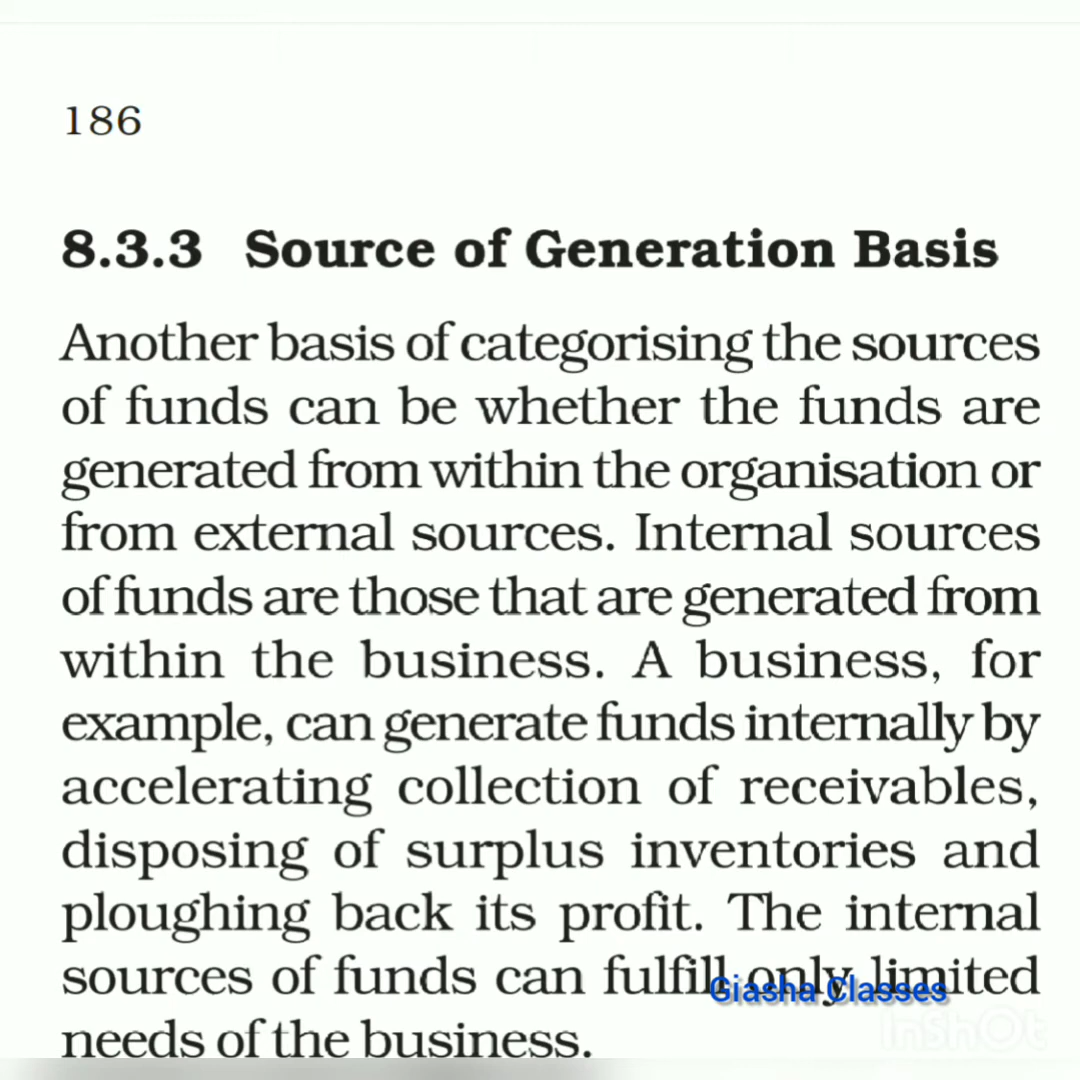 186
8.3.3 Source of Generation Basis
Another basis of categorising the sources
of funds can be whether the funds are
generated from within the organisation or
from external sources. Internal sources
of funds are those that are generated from
within the business. A business, for
example, can generate funds internally by
accelerating collection of receivables,
disposing of surplus inventories and
ploughing back its profit. The internal
sources of funds can fulfill only limited
Giasha Classes
InShOt
needs of the business.